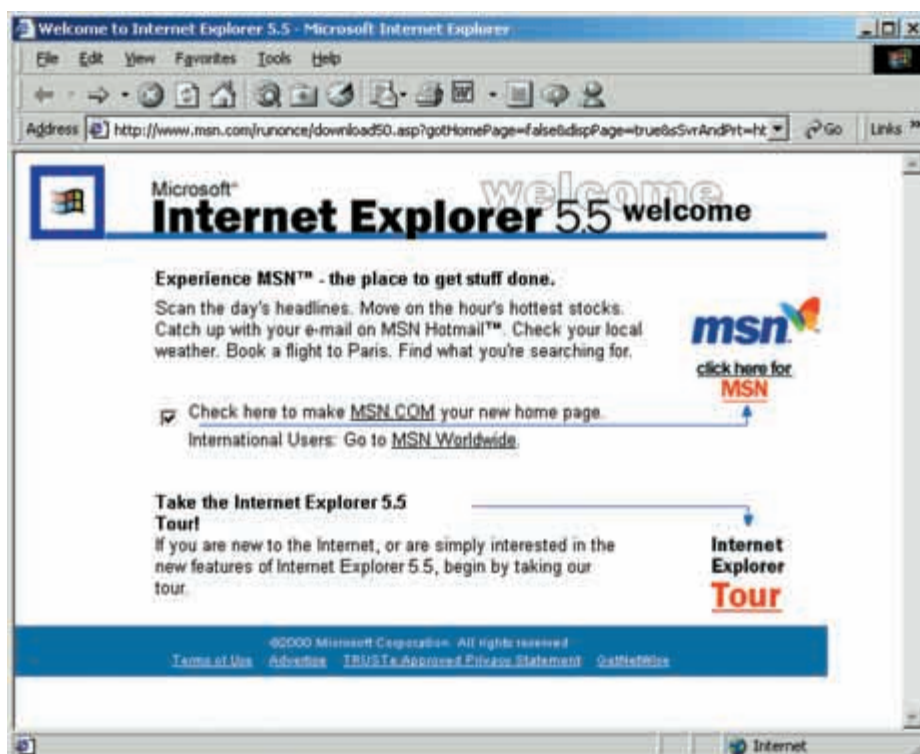 Welcome to Internet Explorer 5.5 - Microsoft Internet Explorer
File Edit View Favorites Tools Help
Address http://www.msn.com/runonce/download50.asp?gotHomePage=false&dispPage=true&sSvrAndPrt=ht Go Links »
welcome
Microsoft®
Internet Explorer 5.5 welcome
Experience MSN™ - the place to get stuff done.
Scan the day's headlines. Move on the hour's hottest stocks.
Catch up with your e-mail on MSN Hotmail™. Check your local
weather. Book a flight to Paris. Find what you're searching for.
msn
click here for
MSN
Check here to make MSN.COM your new home page.
International Users: Go to MSN Worldwide.
Take the Internet Explorer 5.5
Tour!
If you are new to the Internet, or are simply interested in the
new features of Internet Explorer 5.5, begin by taking our
tour.
Internet
Explorer
Tour
©2000 Microsoft Corporation. All rights reserved.
Terms of Use Advertise TRUSTe Approved Privacy Statement GetNetWise
Internet